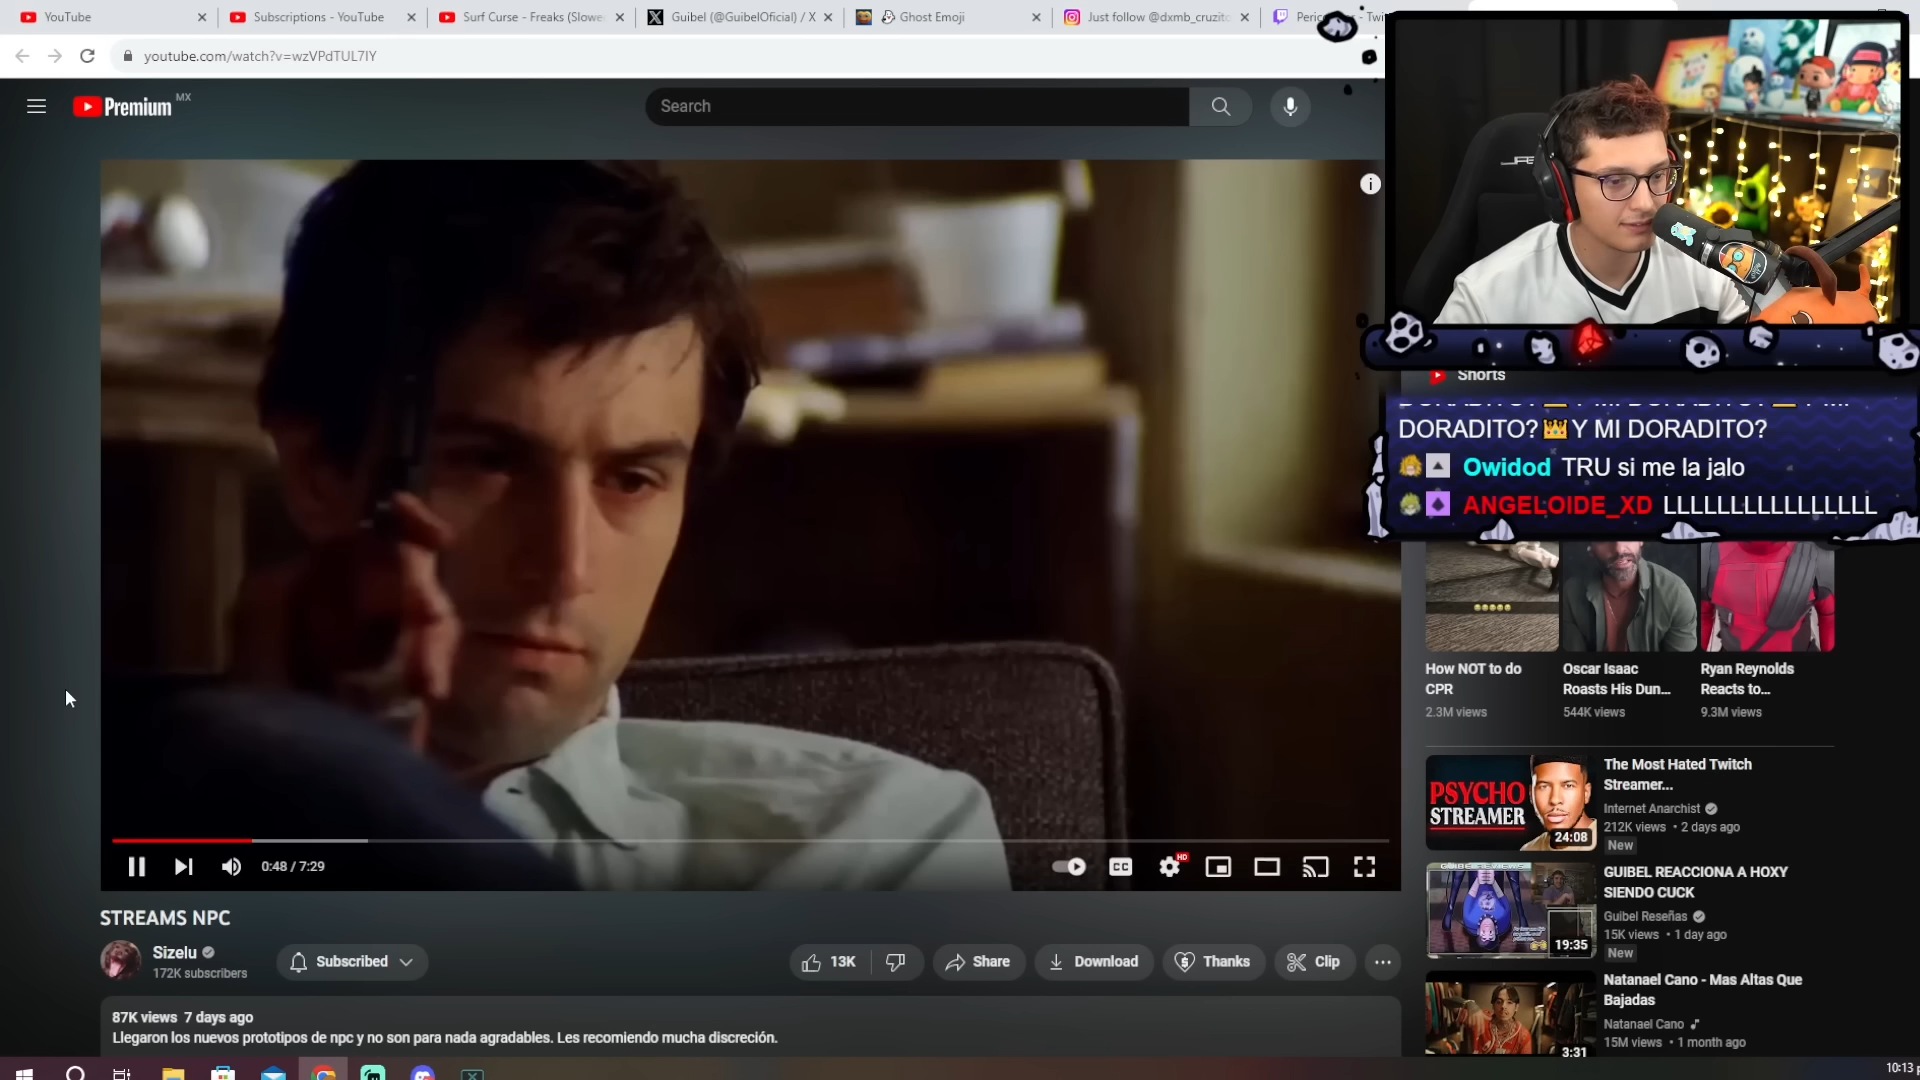 YouTube
Subscriptions - YouTube
Surf Curse - Freaks (Slowe
Guibel (@GuibelOficial) / X
Ghost Emoji
Just follow @dxmb_cruzito
youtube.com/watch?v=wzVPdTUL7IY
Premium MX
Search
Shorts
DORADITO? 👑 Y MI DORADITO?
Owidod TRU si me la jalo
ANGELOIDE_XD LLLLLLLLLLLLLLLL
How NOT to do
CPR
2.3M views
Oscar Isaac
Roasts His Dun...
544K views
Ryan Reynolds
Reacts to...
9.3M views
PSYCHO
STREAMER
24:08
The Most Hated Twitch
Streamer...
Internet Anarchist
212K views • 2 days ago
New
19:35
GUIBEL REACCIONA A HOXY
SIENDO CUCK
Guibel Reseñas
15K views • 1 day ago
New
3:31
Natanael Cano - Mas Altas Que
Bajadas
Natanael Cano
15M views • 1 month ago
0:48 / 7:29
CC
HD
STREAMS NPC
Sizelu
172K subscribers
Subscribed
13K
Share
Download
Thanks
Clip
87K views 7 days ago
Llegaron los nuevos prototipos de npc y no son para nada agradables. Les recomiendo mucha discreción.
10:13